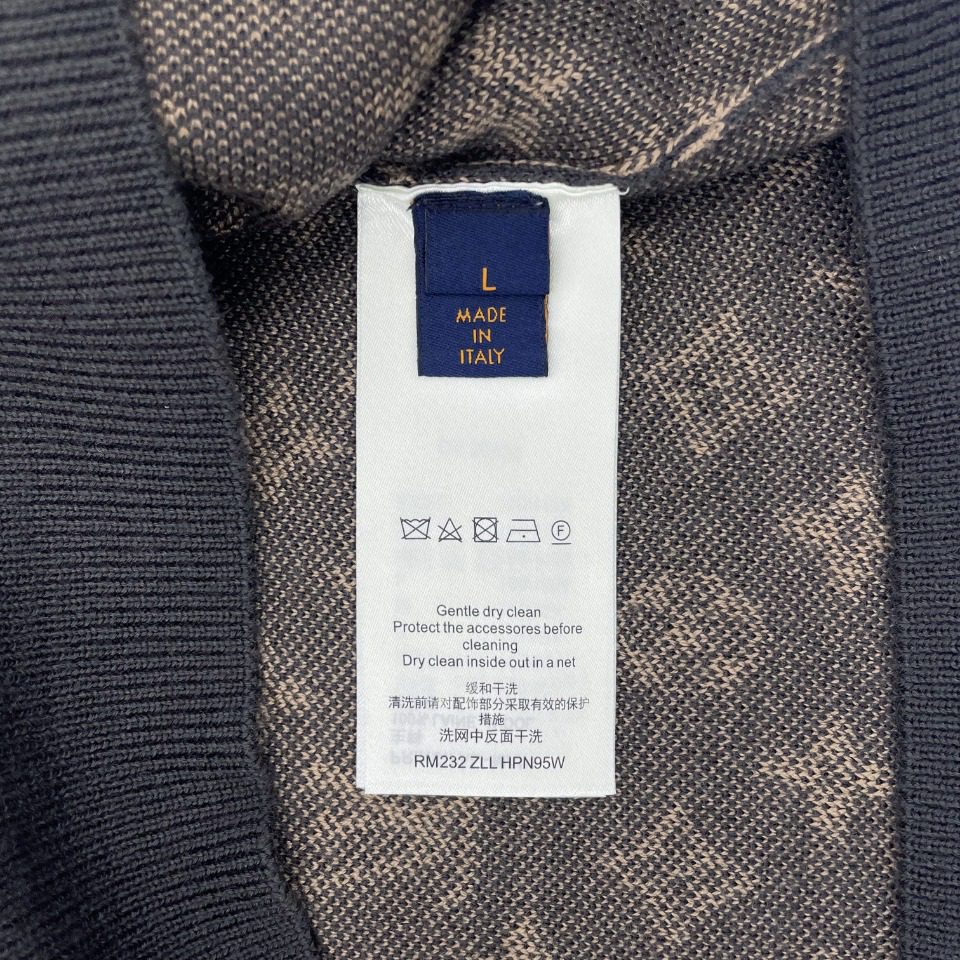 L
MADE
IN
ITALY
F
Gentle dry clean
Protect the accessores before
cleaning
Dry clean inside out in a net
缓和干洗
清洗前请对配饰部分采取有效的保护
措施
洗网中反面干洗
RM232 ZLL HPN95W